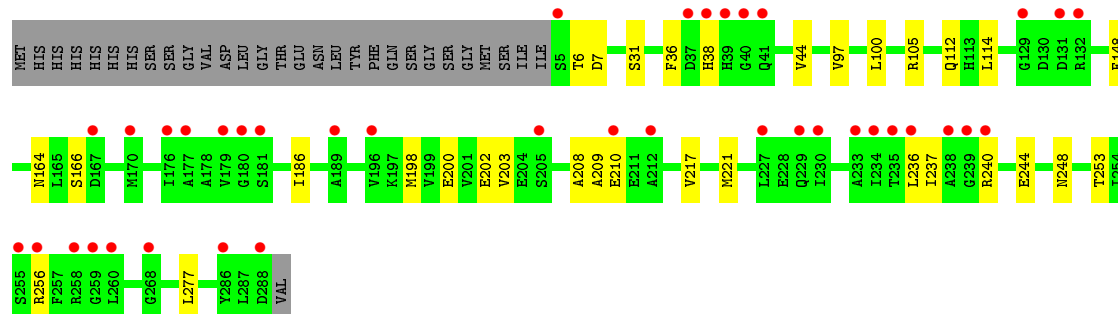 MET HIS HIS HIS HIS HIS HIS SER SER GLY VAL ASP LEU GLY THR GLU ASN LEU TYR PHE GLN SER GLY SER GLY MET SER ILE ILE S5 T6 D7 S31 F36 D37 H38 H39 G40 Q41 V44 V97 L100 R105 Q112 H113 L114 G129 D130 D131 R132
N164 L165 S166 D167 M170 I176 A177 A178 V179 G180 S181 I186 A189 V196 K197 M198 V199 E200 V201 E202 V203 E204 S205 A208 A209 E210 E211 A212 V217 M221 L227 E228 Q229 I230 A233 I234 T235 L236 I237 A238 G239 R240 E244 N248 T253
S255 R256 F257 R258 G259 L260 G268 L277 Y286 L287 D288 VAL